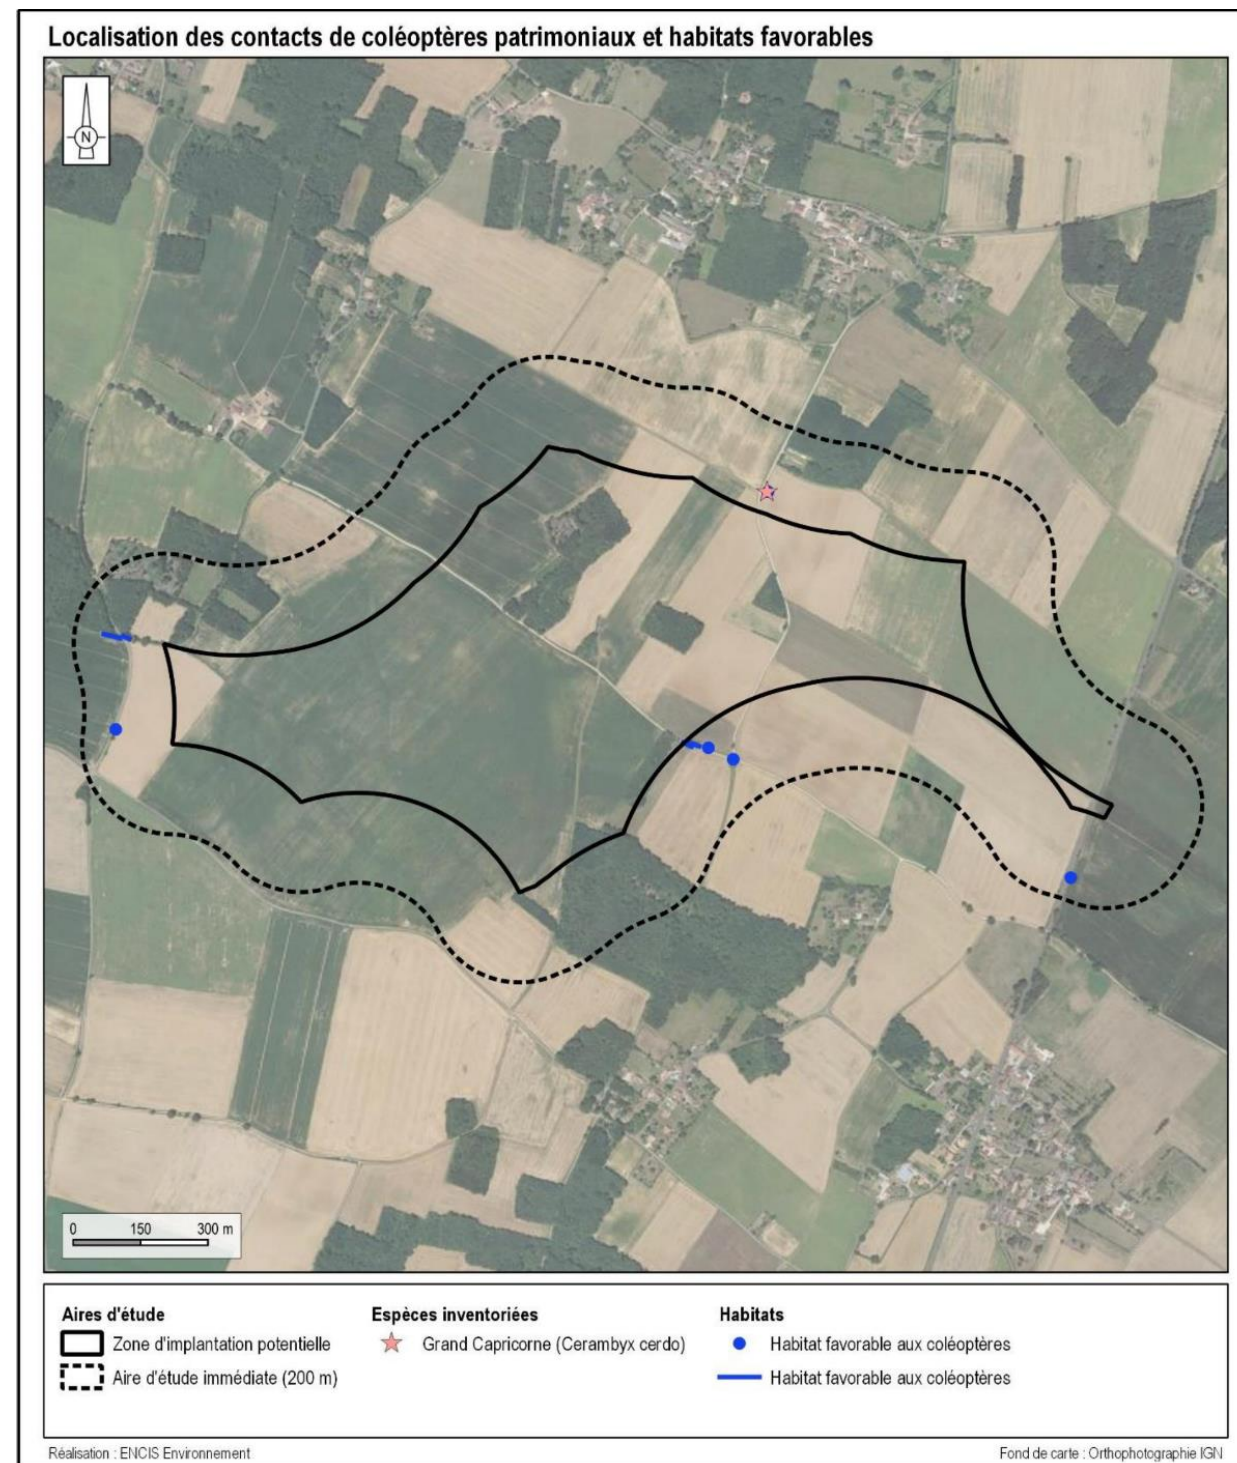 Localisation des contacts de coléoptères patrimoniaux et habitats favorables
N
0 150 300 m
Aires d'étude
Zone d'implantation potentielle
Aire d'étude immédiate (200 m)
Espèces inventoriées
Grand Capricorne (Cerambyx cerdo)
Habitats
Habitat favorable aux coléoptères
Habitat favorable aux coléoptères
Réalisation : ENCIS Environnement
Fond de carte : Orthophotographie IGN